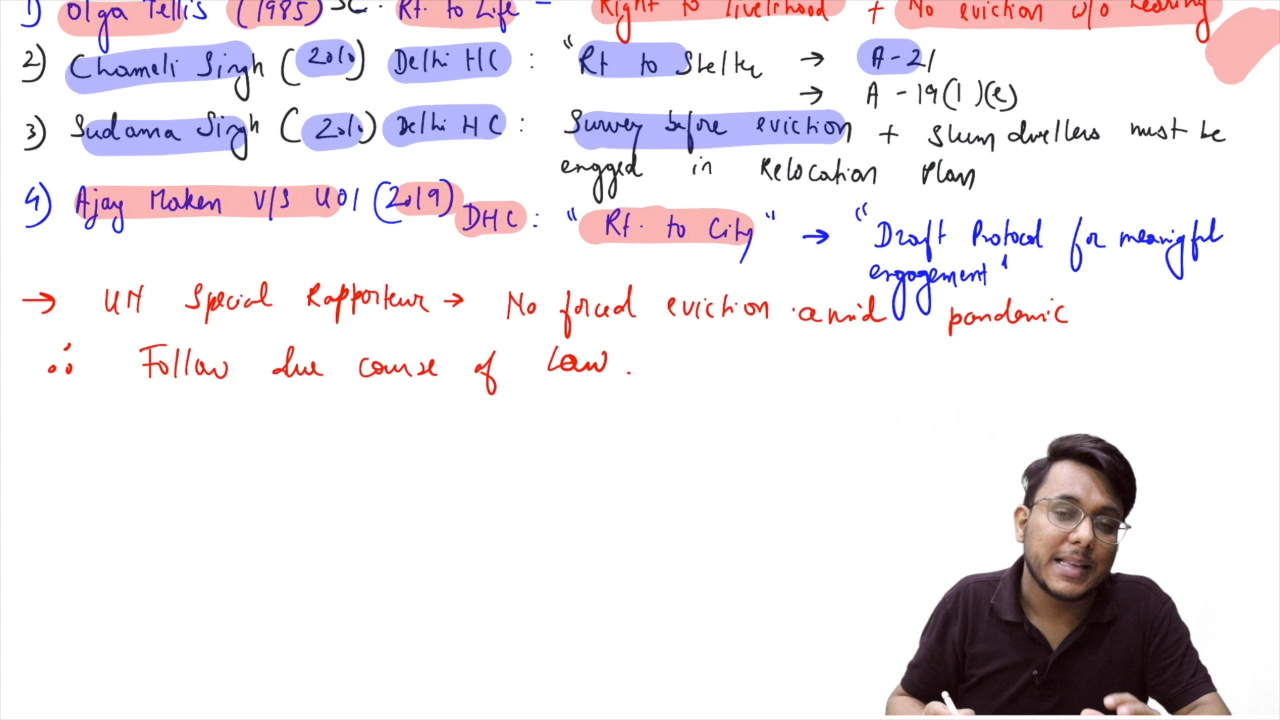 1) Olga Tellis (1985) SC. Rt. to Life - Right to livelihood + No eviction w/o hearing
2) Chameli Singh (2010) Delhi HC : "Rt to Shelter → A-21
→ A-19(1)(e)
3) Sudama Singh (2010) Delhi HC : Survey before eviction + Slum dwellers must be
engged in Relocation Plan
4) Ajay Maken V/S UOI (2019) DHC : "Rt. to City" → "Draft Protocol for meaningful
engagement'
→ UN Special Rapporteur → No forced eviction amid pandemic
∴ Follow due course of law.